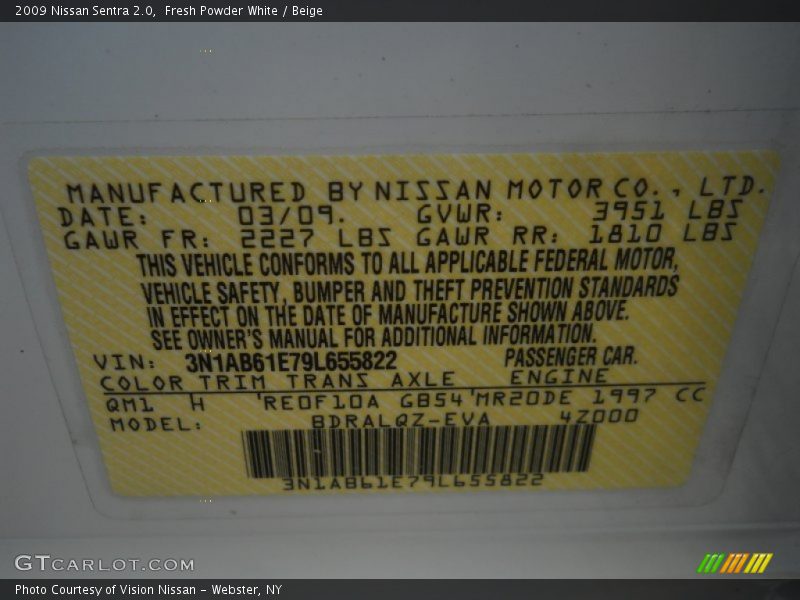 2009 Nissan Sentra 2.0,  Fresh Powder White / Beige
MANUFACTURED BY NISSAN MOTOR CO., LTD.
DATE: 03/09. GVWR: 3951 LBS
GAWR FR: 2227 LBS GAWR RR: 1810 LBS
THIS VEHICLE CONFORMS TO ALL APPLICABLE FEDERAL MOTOR,
VEHICLE SAFETY, BUMPER AND THEFT PREVENTION STANDARDS
IN EFFECT ON THE DATE OF MANUFACTURE SHOWN ABOVE.
SEE OWNER'S MANUAL FOR ADDITIONAL INFORMATION.
VIN: 3N1AB61E79L655822 PASSENGER CAR.
COLOR TRIM TRANS AXLE ENGINE
QM1 H 'RE0F10A GB54'MR20DE 1997 CC
MODEL: BDRALQZ-EVA 4Z000
3N1AB61E79L655822
GTCARLOT.COM
Photo Courtesy of Vision Nissan - Webster, NY